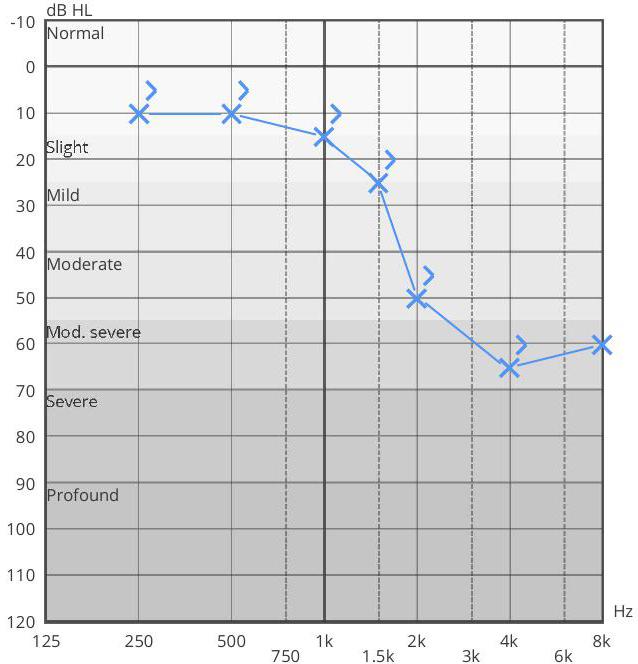 dB HL
-10
Normal
0
10
Slight
20
Mild
30
40
Moderate
50
Mod. severe
60
70
Severe
80
90
Profound
100
110
120
Hz
125 250 500 1k 2k 4k 8k
750 1.5k 3k 6k